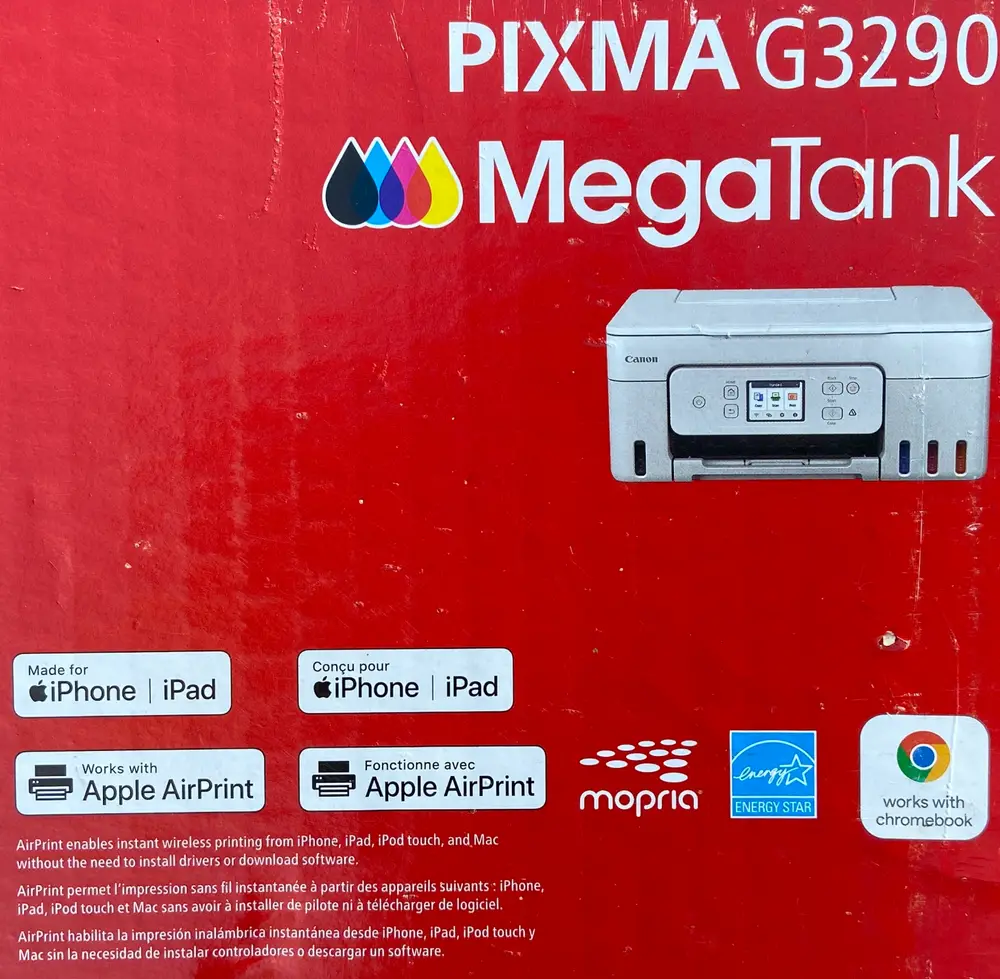 PIXMA G3290
MegaTank
Canon
Made for
iPhone | iPad
Conçu pour
iPhone | iPad
Works with
Apple AirPrint
Fonctionne avec
Apple AirPrint
mopria
energy
ENERGY STAR
works with
chromebook
AirPrint enables instant wireless printing from iPhone, iPad, iPod touch, and Mac
without the need to install drivers or download software.
AirPrint permet l'impression sans fil instantanée à partir des appareils suivants : iPhone,
iPad, iPod touch et Mac sans avoir à installer de pilote ni à télécharger de logiciel.
AirPrint habilita la impresión inalámbrica instantánea desde iPhone, iPad, iPod touch y
Mac sin la necesidad de instalar controladores o descargar un software.